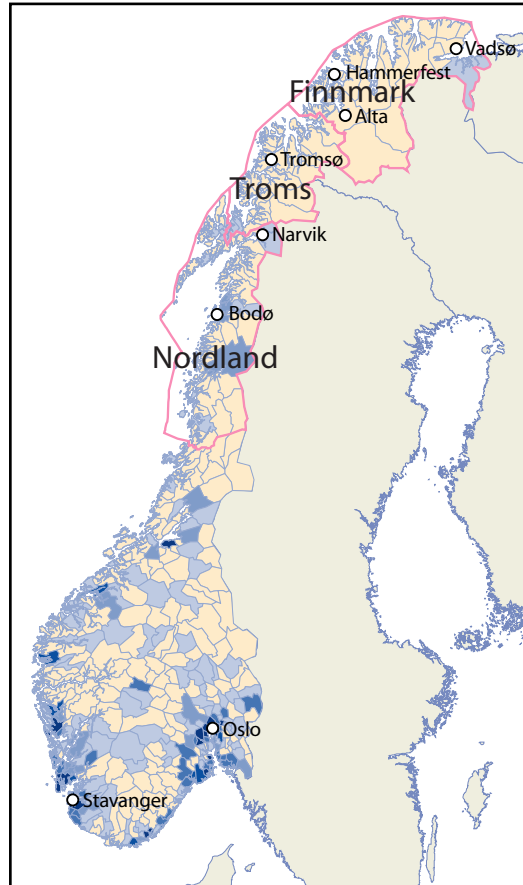 Vadsø
Hammerfest
Finnmark
Alta
Tromsø
Troms
Narvik
Bodø
Nordland
Oslo
Stavanger